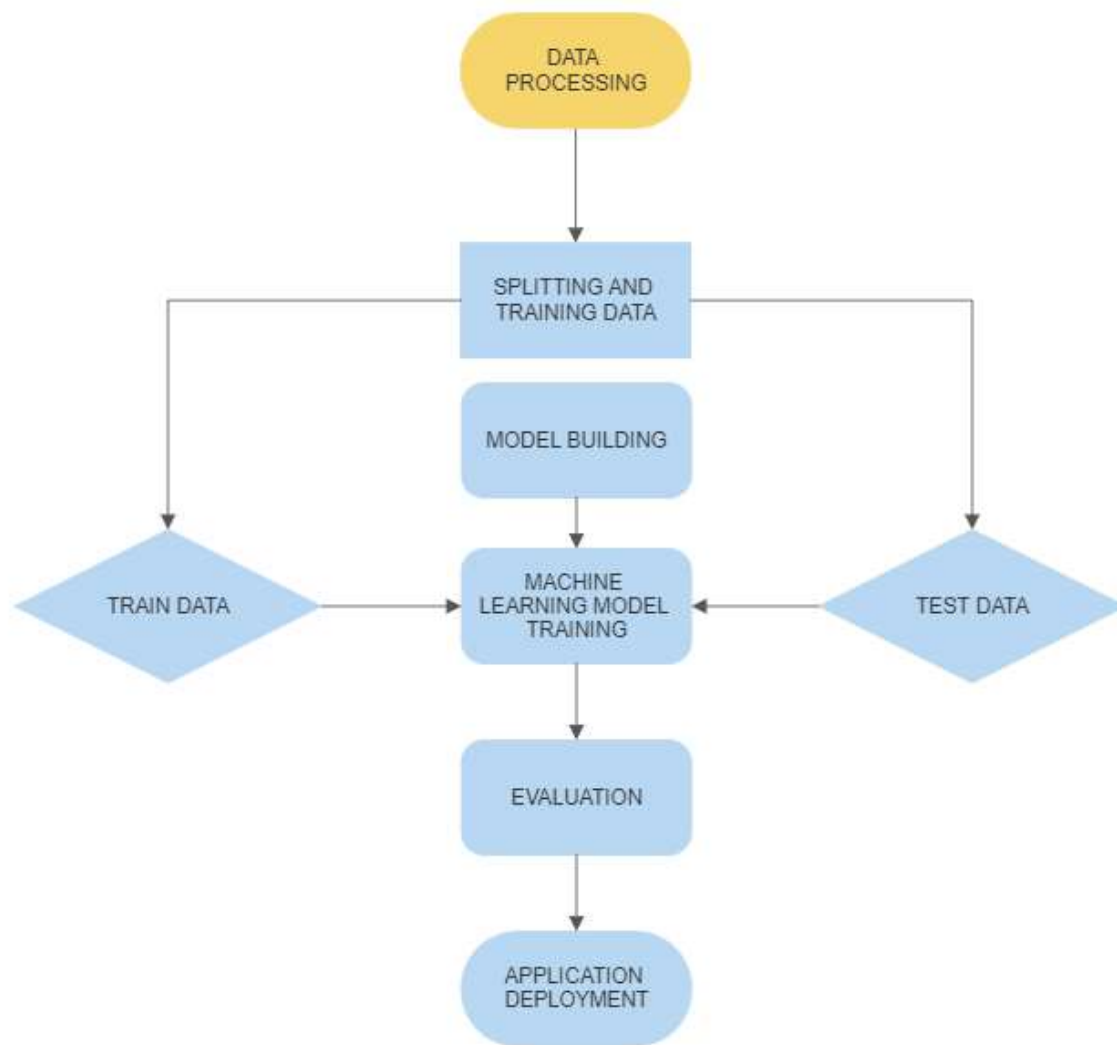 DATA
PROCESSING
SPLITTING AND
TRAINING DATA
MODEL BUILDING
TRAIN DATA
MACHINE
LEARNING MODEL
TRAINING
TEST DATA
EVALUATION
APPLICATION
DEPLOYMENT